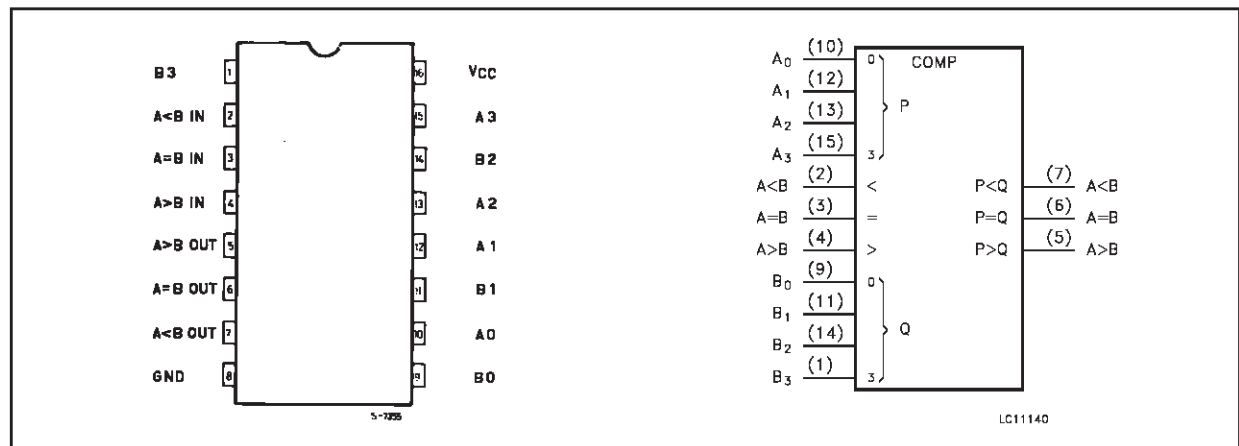 B3 1 16 VCC
A<B IN 2 15 A3
A=B IN 3 14 B2
A>B IN 4 13 A2
A>B OUT 5 12 A1
A=B OUT 6 11 B1
A<B OUT 7 10 A0
GND 8 9 B0
S-7355
COMP
A0 (10) 0
A1 (12)
P
A2 (13)
A3 (15) 3
A<B (2) < P<Q (7) A<B
A=B (3) = P=Q (6) A=B
A>B (4) > P>Q (5) A>B
B0 (9) 0
B1 (11)
Q
B2 (14)
B3 (1) 3
LC11140